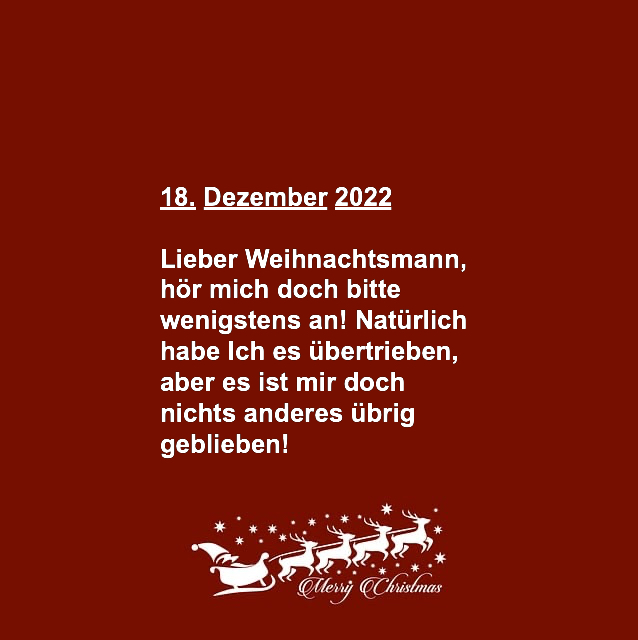 18. Dezember 2022
Lieber Weihnachtsmann,
hör mich doch bitte
wenigstens an! Natürlich
habe Ich es übertrieben,
aber es ist mir doch
nichts anderes übrig
geblieben!
Merry Christmas